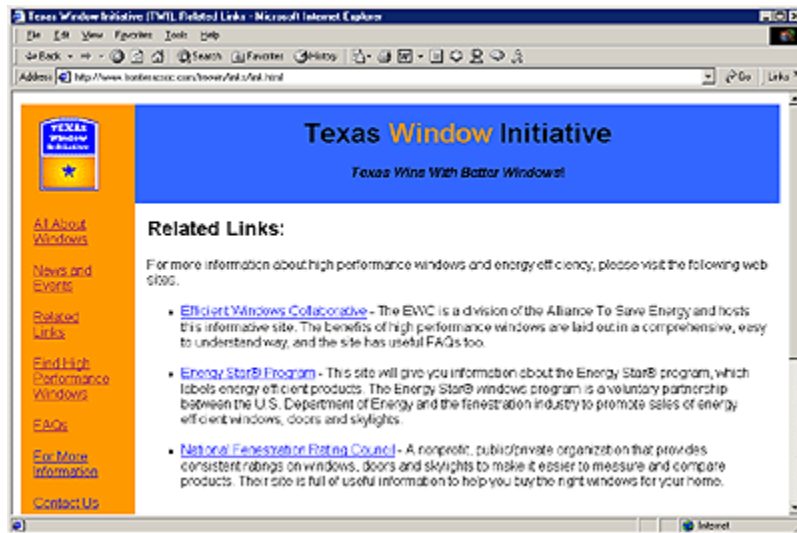 Texas Window Initiative (TWI), Related Links - Microsoft Internet Explorer
File Edit View Favorites Tools Help
Back Search Favorites History
Address http://www. Go Links
TEXAS
Window
Initiative
Texas Window Initiative
Texas Wins With Better Windows!
All About
Windows
News and
Events
Related
Links
Find High
Performance
Windows
FAQs
For More
Information
Contact Us
Related Links:
For more information about high performance windows and energy efficiency, please visit the following web
sites.
Efficient Windows Collaborative - The EWC is a division of the Alliance To Save Energy and hosts
this informative site. The benefits of high performance windows are laid out in a comprehensive, easy
to understand way, and the site has useful FAQs too.
Energy Star® Program - This site will give you information about the Energy Star® program, which
labels energy efficient products. The Energy Star® windows program is a voluntary partnership
between the U.S. Department of Energy and the fenestration industry to promote sales of energy
efficient windows, doors and skylights.
National Fenestration Rating Council - A nonprofit, public/private organization that provides
consistent ratings on windows, doors and skylights to make it easier to measure and compare
products. Their site is full of useful information to help you buy the right windows for your home.
Internet